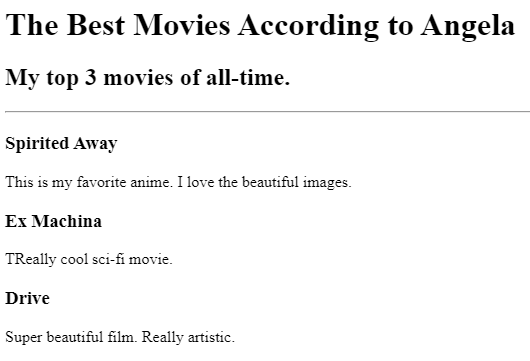 The Best Movies According to Angela
My top 3 movies of all-time.
Spirited Away
This is my favorite anime. I love the beautiful images.
Ex Machina
TReally cool sci-fi movie.
Drive
Super beautiful film. Really artistic.